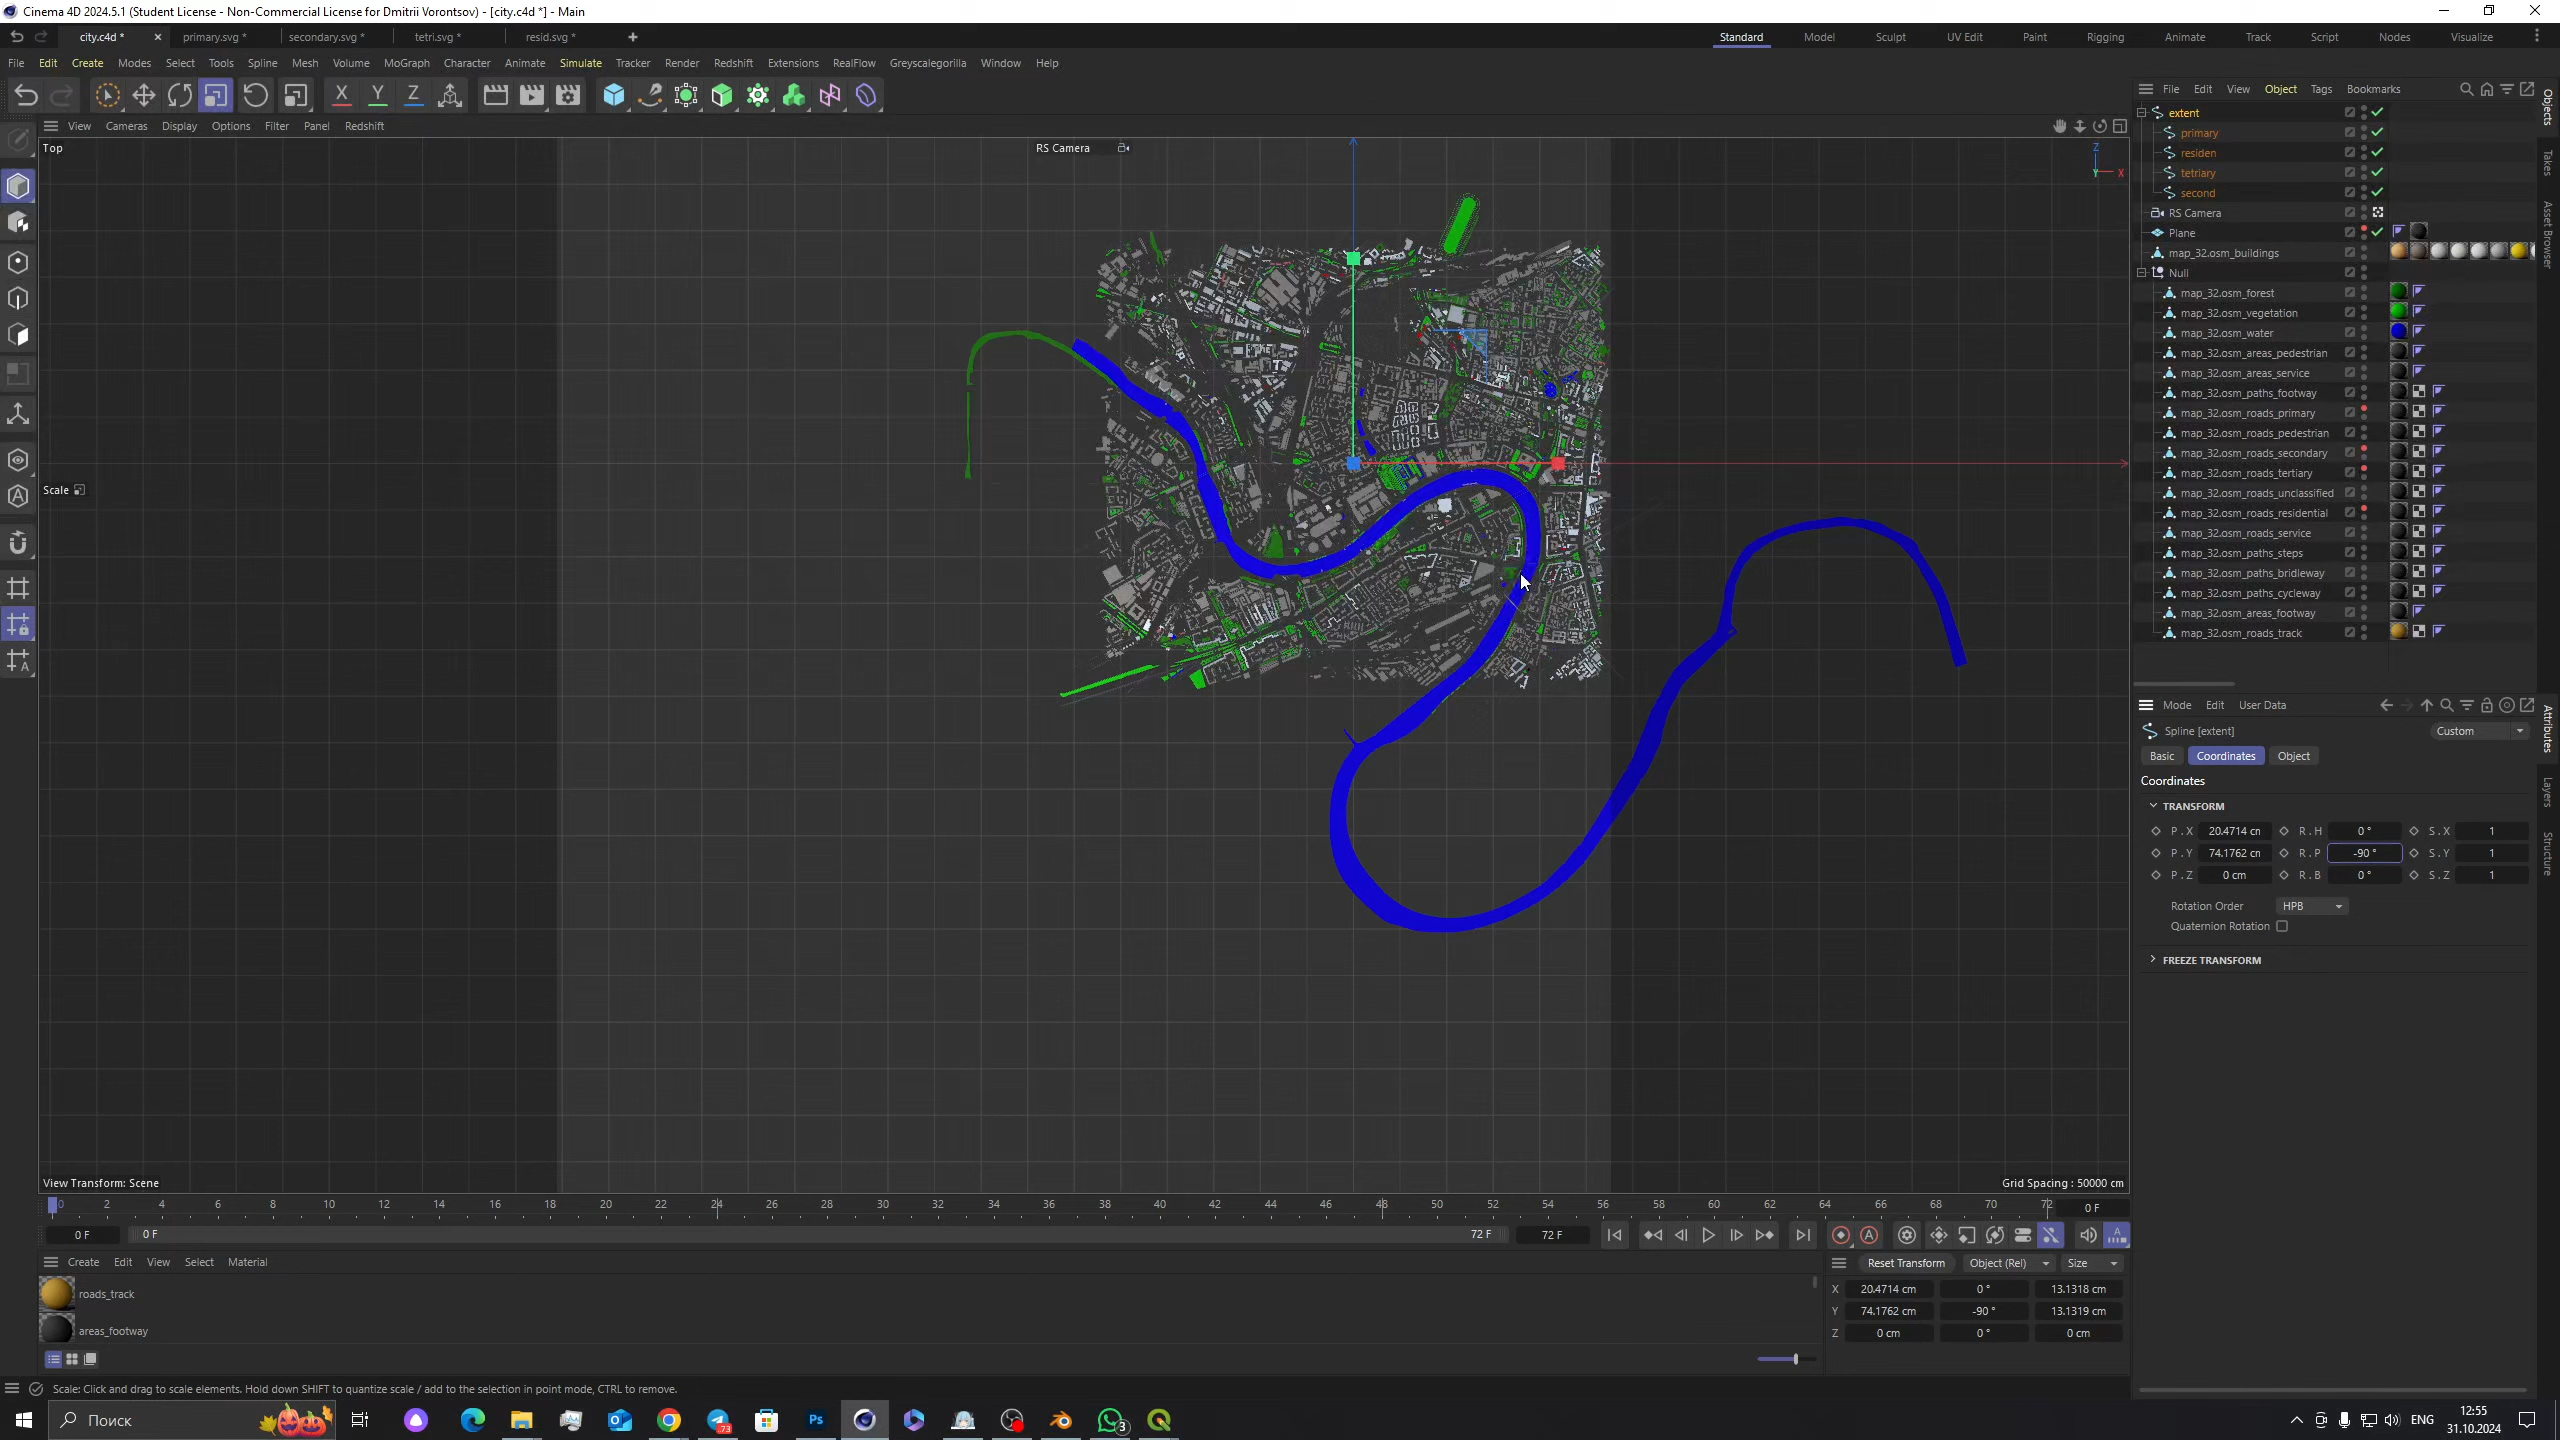 Cinema 4D 2024.5.1 (Student License - Non-Commercial License for Dmitrii Vorontsov) - [city.c4d *] - Main
city.c4d * primary.svg * secondary.svg * tetri.svg * resid.svg *
Standard Model Sculpt UV Edit Paint Rigging Animate Track Script Nodes Visualize
File Edit Create Modes Select Tools Spline Mesh Volume MoGraph Character Animate Simulate Tracker Render Redshift Extensions RealFlow Greyscalegorilla Window Help
X Y Z
File Edit View Object Tags Bookmarks
View Cameras Display Options Filter Panel Redshift
Top
RS Camera
Z
Y X
Scale
View Transform: Scene
Grid Spacing : 50000 cm
extent
primary
residen
tetriary
second
RS Camera
Plane
map_32.osm_buildings
Null
map_32.osm_forest
map_32.osm_vegetation
map_32.osm_water
map_32.osm_areas_pedestrian
map_32.osm_areas_service
map_32.osm_paths_footway
map_32.osm_roads_primary
map_32.osm_roads_pedestrian
map_32.osm_roads_secondary
map_32.osm_roads_tertiary
map_32.osm_roads_unclassified
map_32.osm_roads_residential
map_32.osm_roads_service
map_32.osm_paths_steps
map_32.osm_paths_bridleway
map_32.osm_paths_cycleway
map_32.osm_areas_footway
map_32.osm_roads_track
Objects
Takes
Asset Browser
Attributes
Layers
Structure
Mode Edit User Data
Spline [extent] Custom
Basic Coordinates Object
Coordinates
TRANSFORM
P . X 20.4714 cm R . H 0 ° S . X 1
P . Y 74.1762 cm R . P -90 ° S . Y 1
P . Z 0 cm R . B 0 ° S . Z 1
Rotation Order HPB
Quaternion Rotation
FREEZE TRANSFORM
0 2 4 6 8 10 12 14 16 18 20 22 24 26 28 30 32 34 36 38 40 42 44 46 48 50 52 54 56 58 60 62 64 66 68 70 72 0 F
0 F 0 F 72 F 72 F
Create Edit View Select Material
roads_track
areas_footway
Reset Transform Object (Rel) Size
X 20.4714 cm 0 ° 13.1318 cm
Y 74.1762 cm -90 ° 13.1319 cm
Z 0 cm 0 ° 0 cm
Scale: Click and drag to scale elements. Hold down SHIFT to quantize scale / add to the selection in point mode, CTRL to remove.
Поиск
73
Ps
3
ENG
12:55
31.10.2024